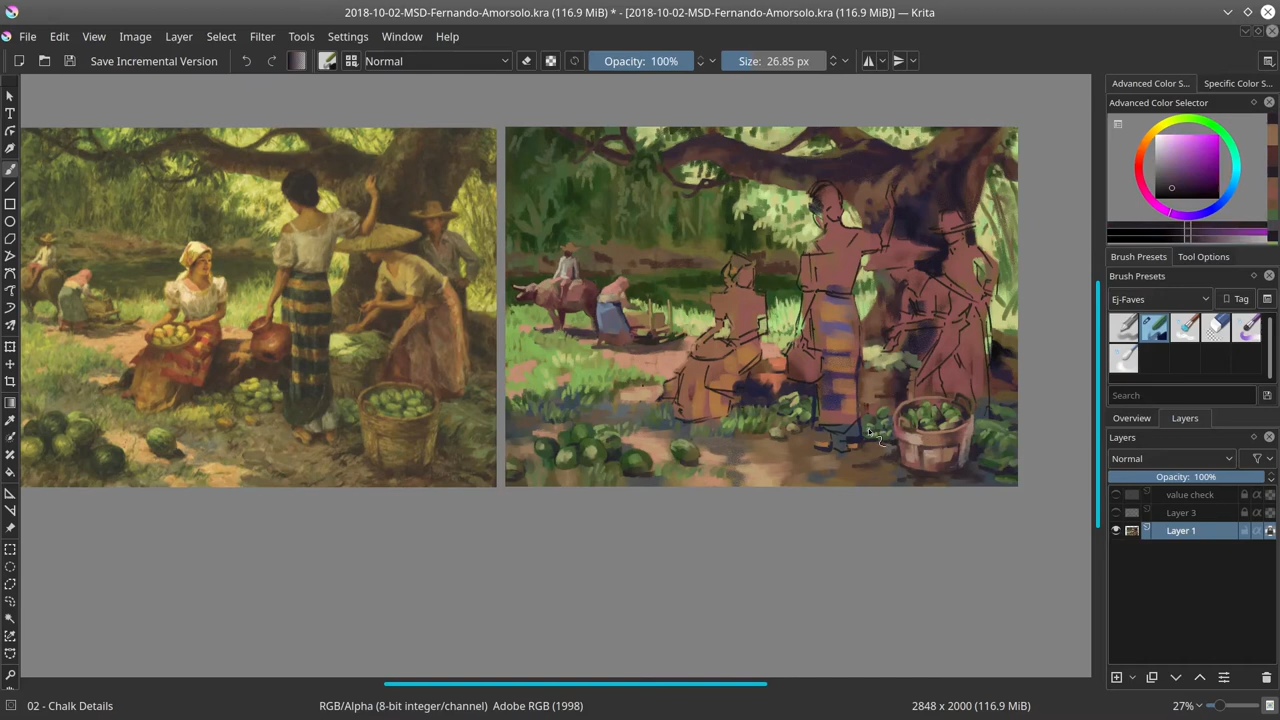 2018-10-02-MSD-Fernando-Amorsolo.kra (116.9 MiB) * - [2018-10-02-MSD-Fernando-Amorsolo.kra (116.9 MiB)] — Krita
File Edit View Image Layer Select Filter Tools Settings Window Help
Save Incremental Version Normal Opacity: 100% Size: 26.85 px
Advanced Color S... Specific Color S...
Advanced Color Selector
Brush Presets Tool Options
Brush Presets
Ej-Faves Tag
Search
Overview Layers
Layers
Normal
Opacity: 100%
value check
Layer 3
Layer 1
02 - Chalk Details RGB/Alpha (8-bit integer/channel) Adobe RGB (1998) 2848 x 2000 (116.9 MiB) 27%